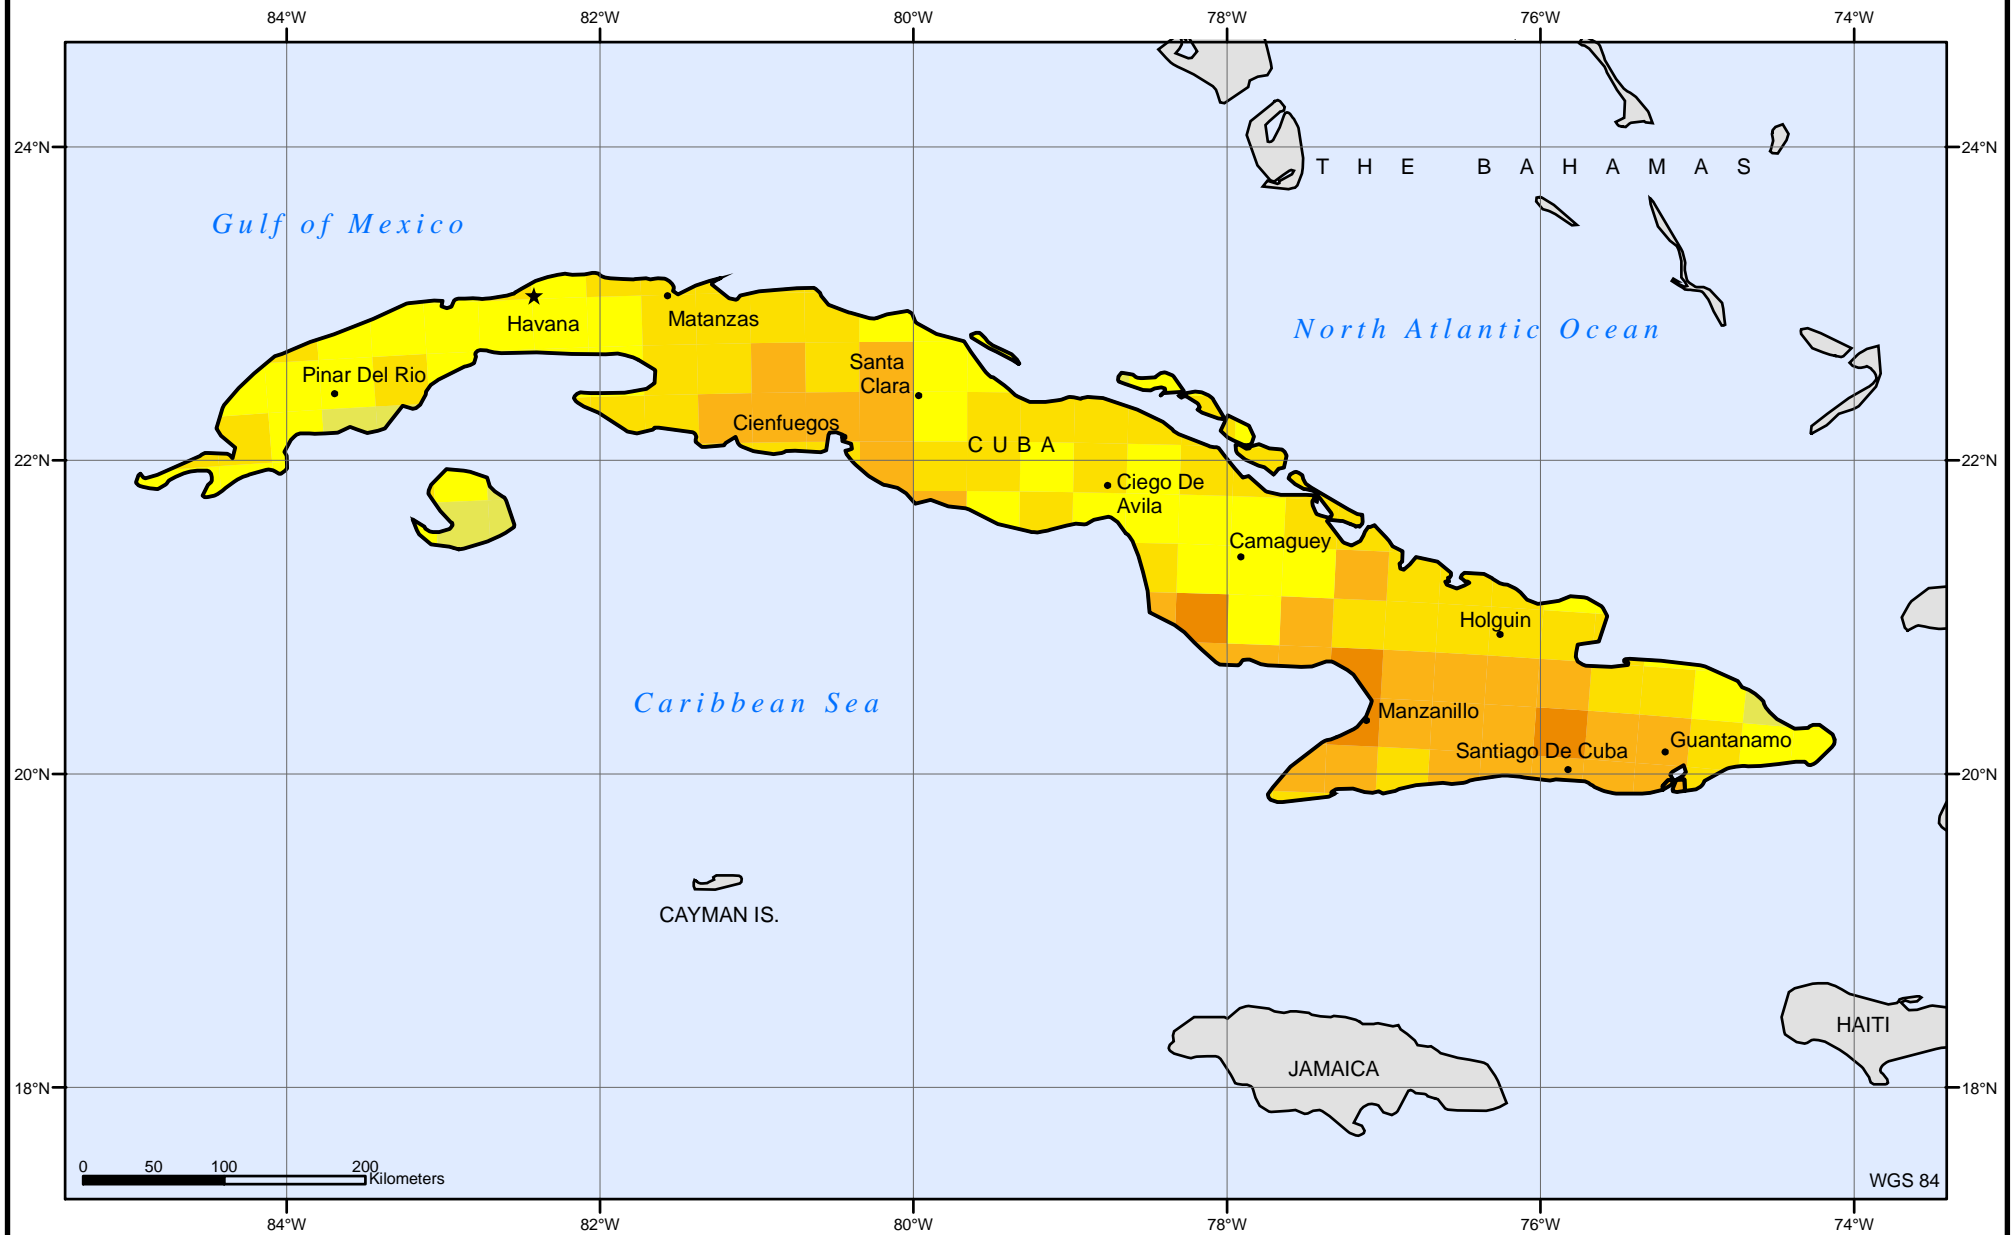 84°W 82°W 80°W 78°W 76°W 74°W
24°N 24°N
THE BAHAMAS
Gulf of Mexico
Havana
Matanzas
North Atlantic Ocean
Santa
Clara
Pinar Del Rio
Cienfuegos
CUBA
22°N 22°N
Ciego De
Avila
Camaguey
Holguin
Caribbean Sea
Manzanillo
Guantanamo
Santiago De Cuba
20°N 20°N
CAYMAN IS.
HAITI
JAMAICA
18°N 18°N
0 50 100 200
Kilometers
WGS 84
84°W 82°W 80°W 78°W 76°W 74°W